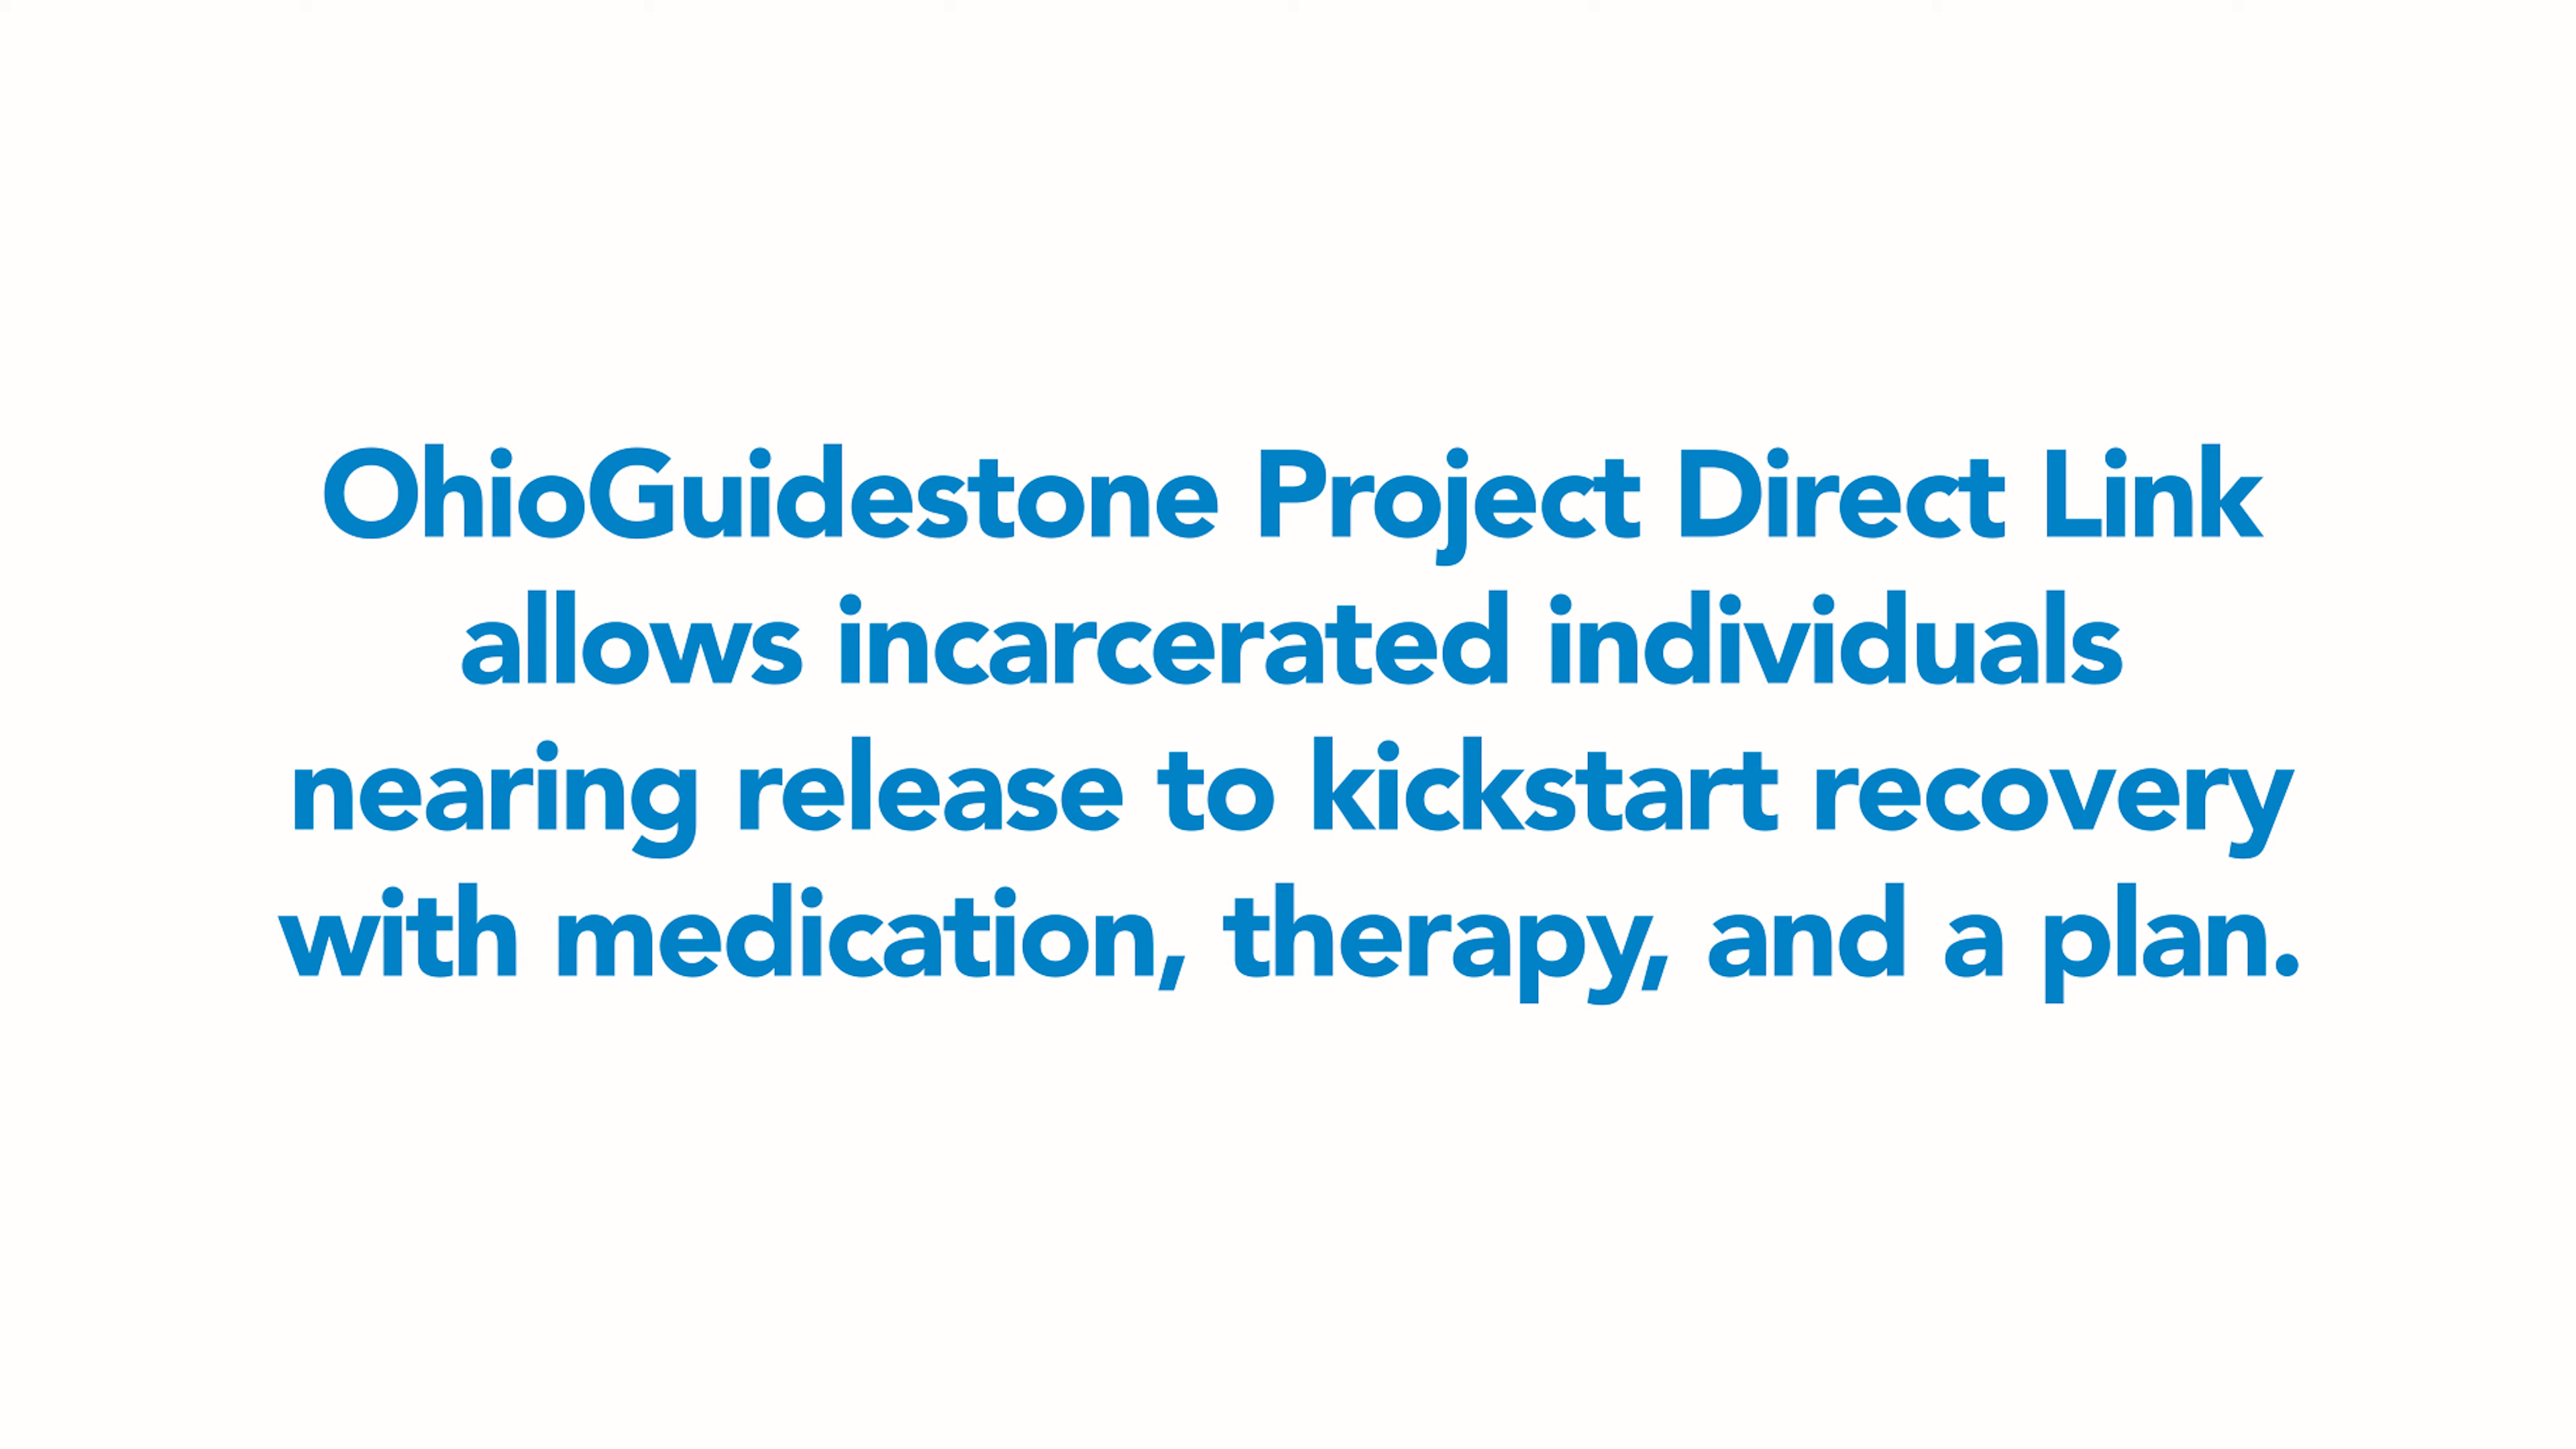 OhioGuidestone Project Direct Link
allows incarcerated individuals
nearing release to kickstart recovery
with medication, therapy, and a plan.